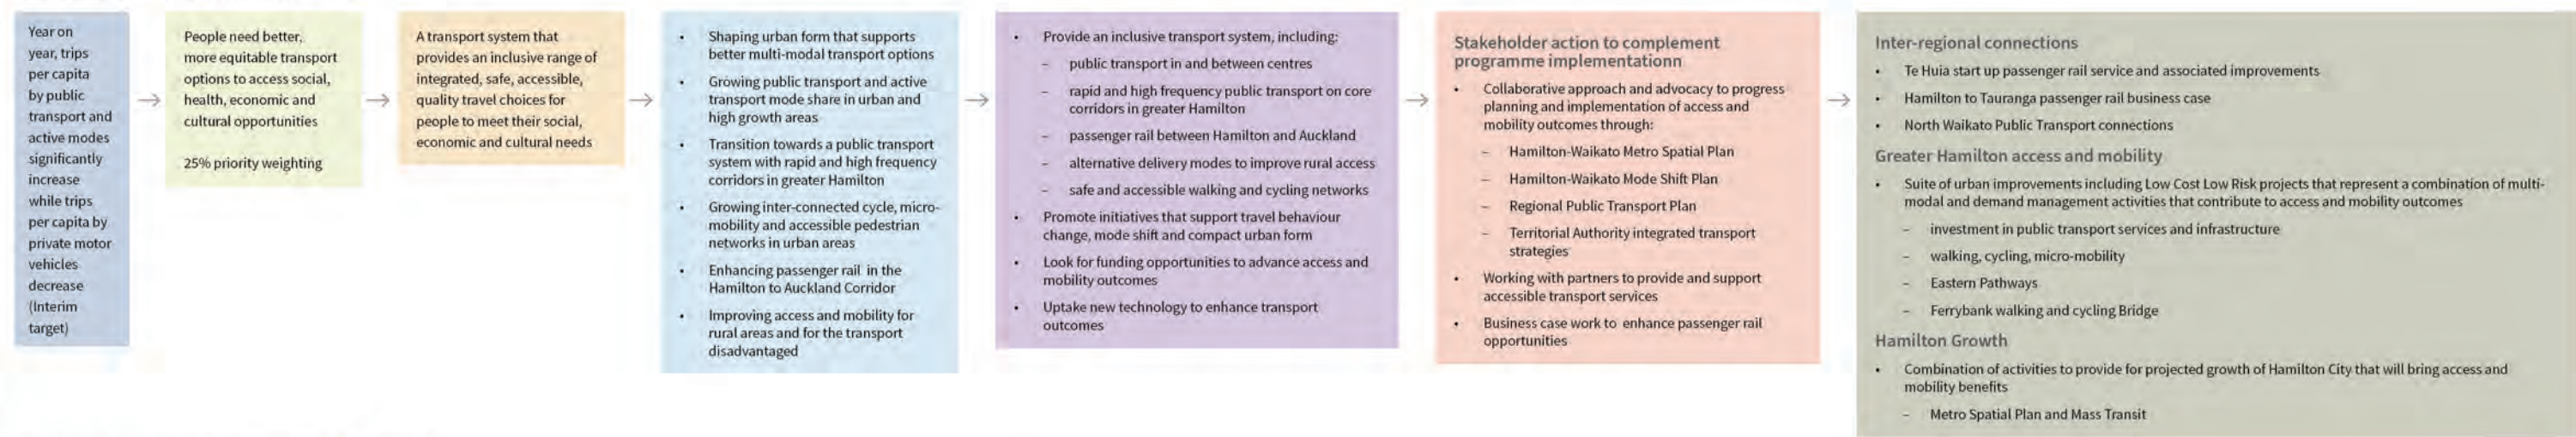 Year on
year, trips
per capita
by public
transport and
active modes
significantly
increase
while trips
per capita by
private motor
vehicles
decrease
(Interim
target)
People need better,
more equitable transport
options to access social,
health, economic and
cultural opportunities
25% priority weighting
A transport system that
provides an inclusive range of
integrated, safe, accessible,
quality travel choices for
people to meet their social,
economic and cultural needs
• Shaping urban form that supports
better multi-modal transport options
• Growing public transport and active
transport mode share in urban and
high growth areas
• Transition towards a public transport
system with rapid and high frequency
corridors in greater Hamilton
• Growing inter-connected cycle, micro-
mobility and accessible pedestrian
networks in urban areas
• Enhancing passenger rail in the
Hamilton to Auckland Corridor
• Improving access and mobility for
rural areas and for the transport
disadvantaged
• Provide an inclusive transport system, including:
– public transport in and between centres
– rapid and high frequency public transport on core
corridors in greater Hamilton
– passenger rail between Hamilton and Auckland
– alternative delivery modes to improve rural access
– safe and accessible walking and cycling networks
• Promote initiatives that support travel behaviour
change, mode shift and compact urban form
• Look for funding opportunities to advance access and
mobility outcomes
• Uptake new technology to enhance transport
outcomes
Stakeholder action to complement
programme implementationn
• Collaborative approach and advocacy to progress
planning and implementation of access and
mobility outcomes through:
– Hamilton-Waikato Metro Spatial Plan
– Hamilton-Waikato Mode Shift Plan
– Regional Public Transport Plan
– Territorial Authority integrated transport
strategies
• Working with partners to provide and support
accessible transport services
• Business case work to enhance passenger rail
opportunities
Inter-regional connections
• Te Huia start up passenger rail service and associated improvements
• Hamilton to Tauranga passenger rail business case
• North Waikato Public Transport connections
Greater Hamilton access and mobility
• Suite of urban improvements including Low Cost Low Risk projects that represent a combination of multi-
modal and demand management activities that contribute to access and mobility outcomes
– investment in public transport services and infrastructure
– walking, cycling, micro-mobility
– Eastern Pathways
– Ferrybank walking and cycling Bridge
Hamilton Growth
• Combination of activities to provide for projected growth of Hamilton City that will bring access and
mobility benefits
– Metro Spatial Plan and Mass Transit